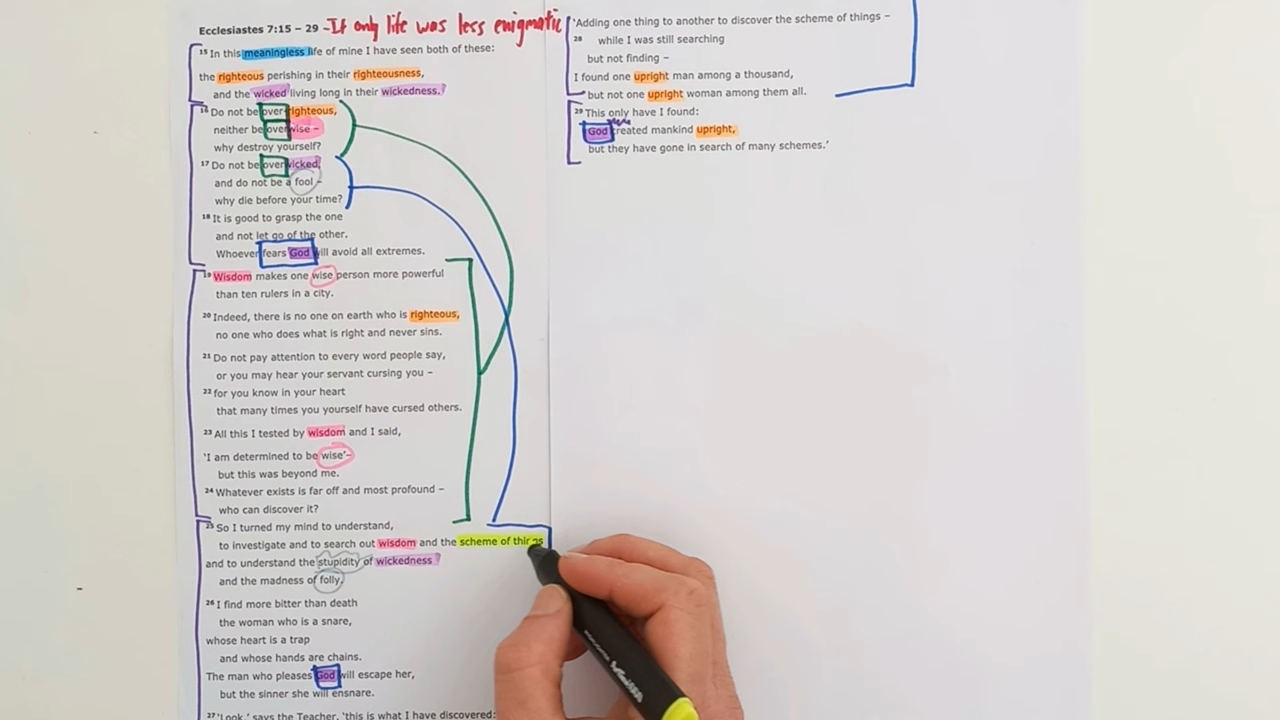 Ecclesiastes 7:15 – 29 - If only life was less enigmatic
15 In this meaningless life of mine I have seen both of these:
the righteous perishing in their righteousness,
and the wicked living long in their wickedness.
16 Do not be over righteous,
neither be overwise –
why destroy yourself?
17 Do not be overwicked,
and do not be a fool –
why die before your time?
18 It is good to grasp the one
and not let go of the other.
Whoever fears God will avoid all extremes.
19 Wisdom makes one wise person more powerful
than ten rulers in a city.
20 Indeed, there is no one on earth who is righteous,
no one who does what is right and never sins.
21 Do not pay attention to every word people say,
or you may hear your servant cursing you –
22 for you know in your heart
that many times you yourself have cursed others.
23 All this I tested by wisdom and I said,
‘I am determined to be wise’–
but this was beyond me.
24 Whatever exists is far off and most profound –
who can discover it?
25 So I turned my mind to understand,
to investigate and to search out wisdom and the scheme of things
and to understand the stupidity of wickedness
and the madness of folly.
26 I find more bitter than death
the woman who is a snare,
whose heart is a trap
and whose hands are chains.
The man who pleases God will escape her,
but the sinner she will ensnare.
27 ‘Look,’ says the Teacher, ‘this is what I have discovered:
‘Adding one thing to another to discover the scheme of things –
28 while I was still searching
but not finding –
I found one upright man among a thousand,
but not one upright woman among them all.
29 This only have I found:
God created mankind upright,
but they have gone in search of many schemes.’